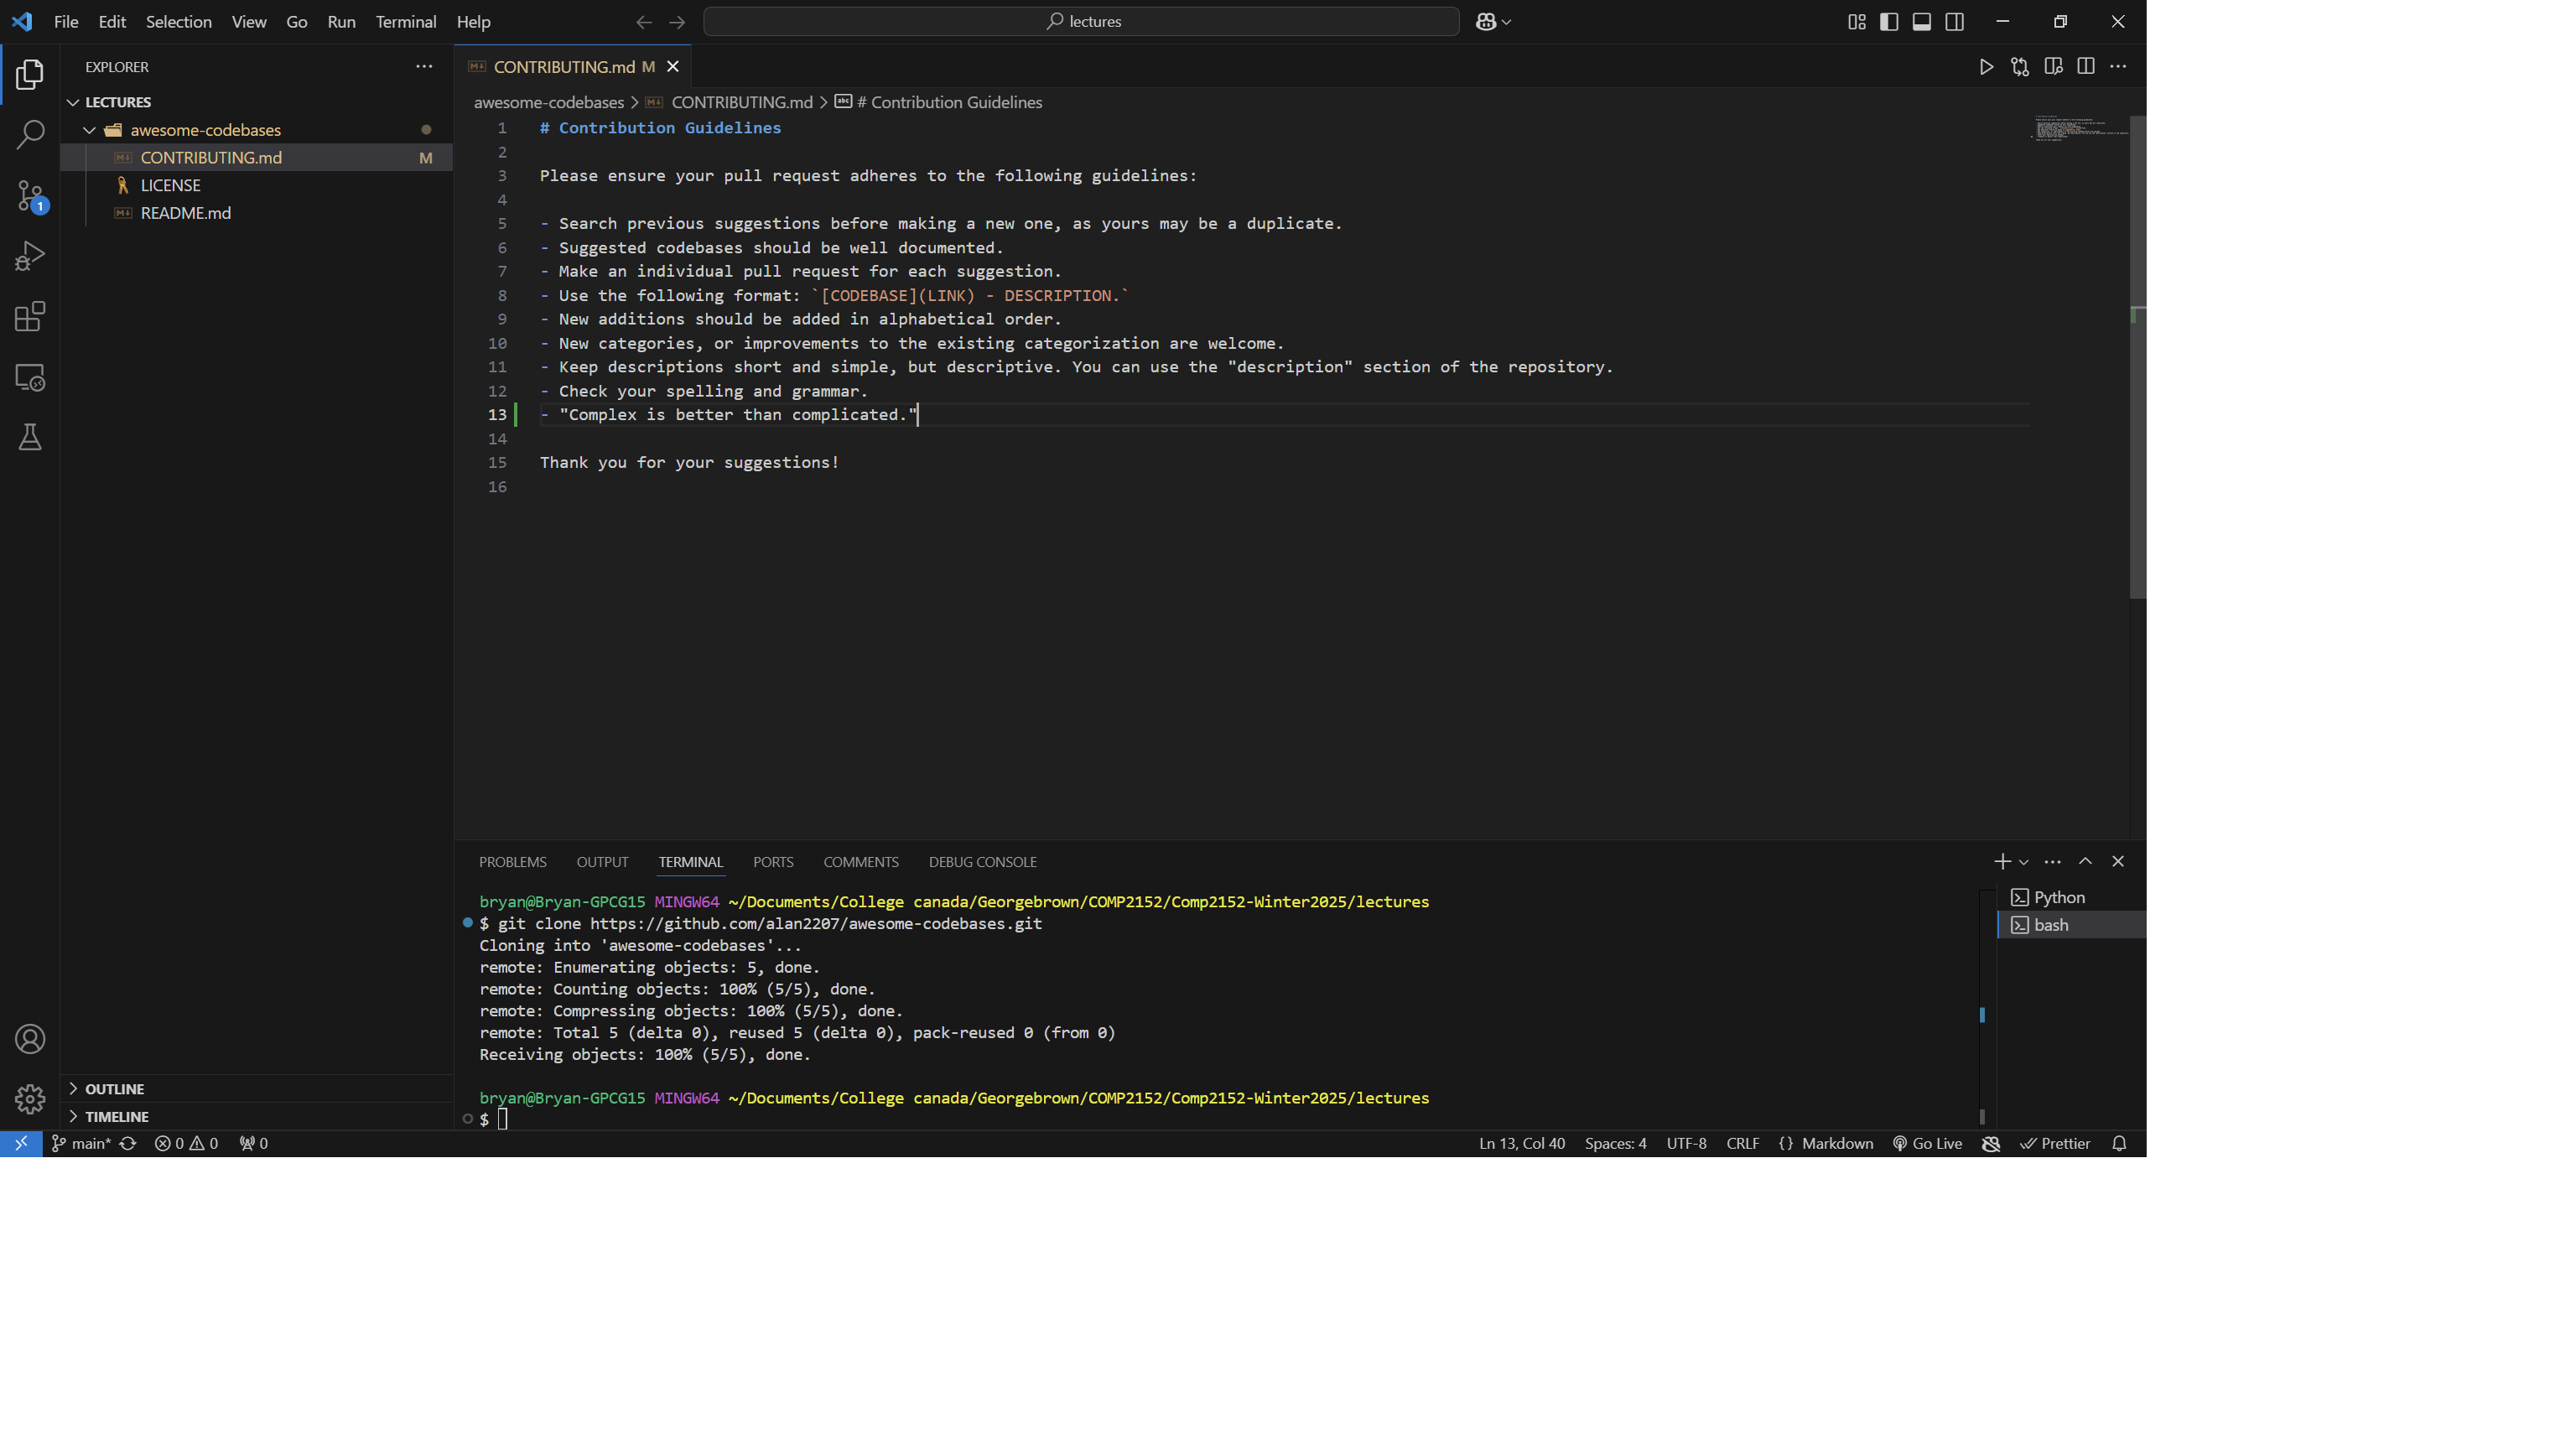 File Edit Selection View Go Run Terminal Help
lectures
EXPLORER
LECTURES
awesome-codebases
CONTRIBUTING.md M
LICENSE
README.md
1
OUTLINE
TIMELINE
CONTRIBUTING.md M
awesome-codebases > CONTRIBUTING.md > # Contribution Guidelines
1 # Contribution Guidelines
2
3 Please ensure your pull request adheres to the following guidelines:
4
5 - Search previous suggestions before making a new one, as yours may be a duplicate.
6 - Suggested codebases should be well documented.
7 - Make an individual pull request for each suggestion.
8 - Use the following format: `[CODEBASE](LINK) - DESCRIPTION.`
9 - New additions should be added in alphabetical order.
10 - New categories, or improvements to the existing categorization are welcome.
11 - Keep descriptions short and simple, but descriptive. You can use the "description" section of the repository.
12 - Check your spelling and grammar.
13 - "Complex is better than complicated."
14
15 Thank you for your suggestions!
16
PROBLEMS OUTPUT TERMINAL PORTS COMMENTS DEBUG CONSOLE
bryan@Bryan-GPCG15 MINGW64 ~/Documents/College canada/Georgebrown/COMP2152/Comp2152-Winter2025/lectures
$ git clone https://github.com/alan2207/awesome-codebases.git
Cloning into 'awesome-codebases'...
remote: Enumerating objects: 5, done.
remote: Counting objects: 100% (5/5), done.
remote: Compressing objects: 100% (5/5), done.
remote: Total 5 (delta 0), reused 5 (delta 0), pack-reused 0 (from 0)
Receiving objects: 100% (5/5), done.
bryan@Bryan-GPCG15 MINGW64 ~/Documents/College canada/Georgebrown/COMP2152/Comp2152-Winter2025/lectures
$
Python
bash
main* 0 0 0
Ln 13, Col 40 Spaces: 4 UTF-8 CRLF {} Markdown Go Live Prettier